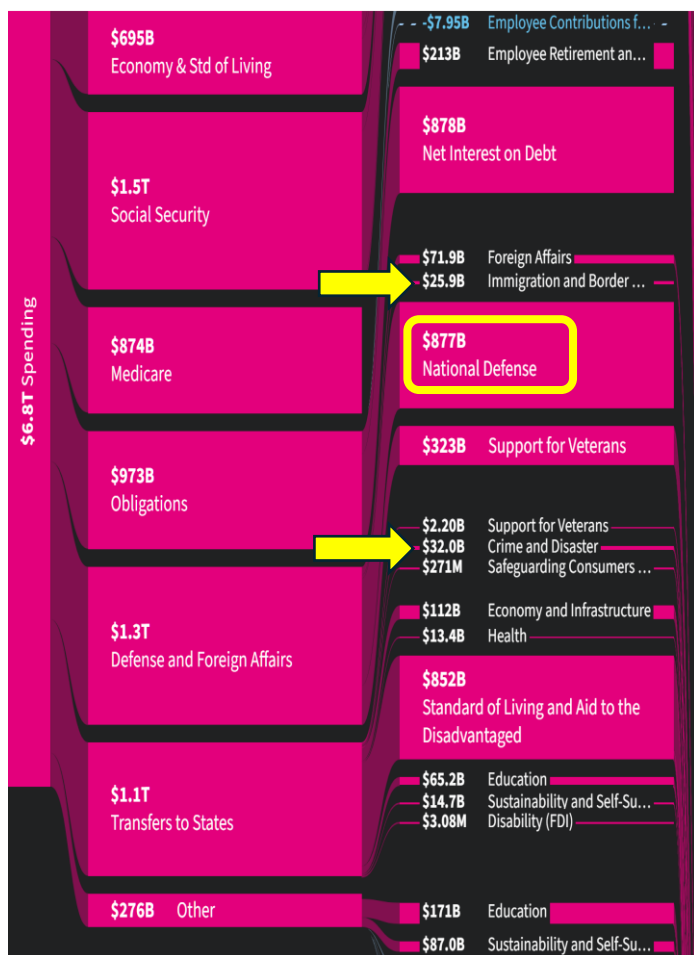 $6.8T Spending
$695B
Economy & Std of Living
$1.5T
Social Security
$874B
Medicare
$973B
Obligations
$1.3T
Defense and Foreign Affairs
$1.1T
Transfers to States
$276B Other
-$7.95B Employee Contributions f...
$213B Employee Retirement an...
$878B
Net Interest on Debt
$71.9B Foreign Affairs
$25.9B Immigration and Border ...
$877B
National Defense
$323B Support for Veterans
$2.20B Support for Veterans
$32.0B Crime and Disaster
$271M Safeguarding Consumers ...
$112B Economy and Infrastructure
$13.4B Health
$852B
Standard of Living and Aid to the
Disadvantaged
$65.2B Education
$14.7B Sustainability and Self-Su...
$3.08M Disability (FDI)
$171B Education
$87.0B Sustainability and Self-Su...